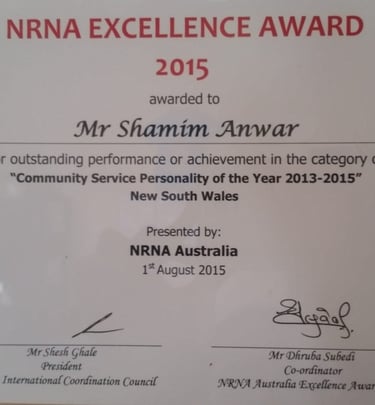 NRNA EXCELLENCE AWARD
2015
awarded to
Mr Shamim Anwar
r outstanding performance or achievement in the category o
"Community Service Personality of the Year 2013-2015"
New South Wales
Presented by:
NRNA Australia
1st August 2015
Mr Shesh Ghale
President
International Coordination Council
Mr Dhruba Subedi
Co-ordinator
NRNA Australia Excellence Awar